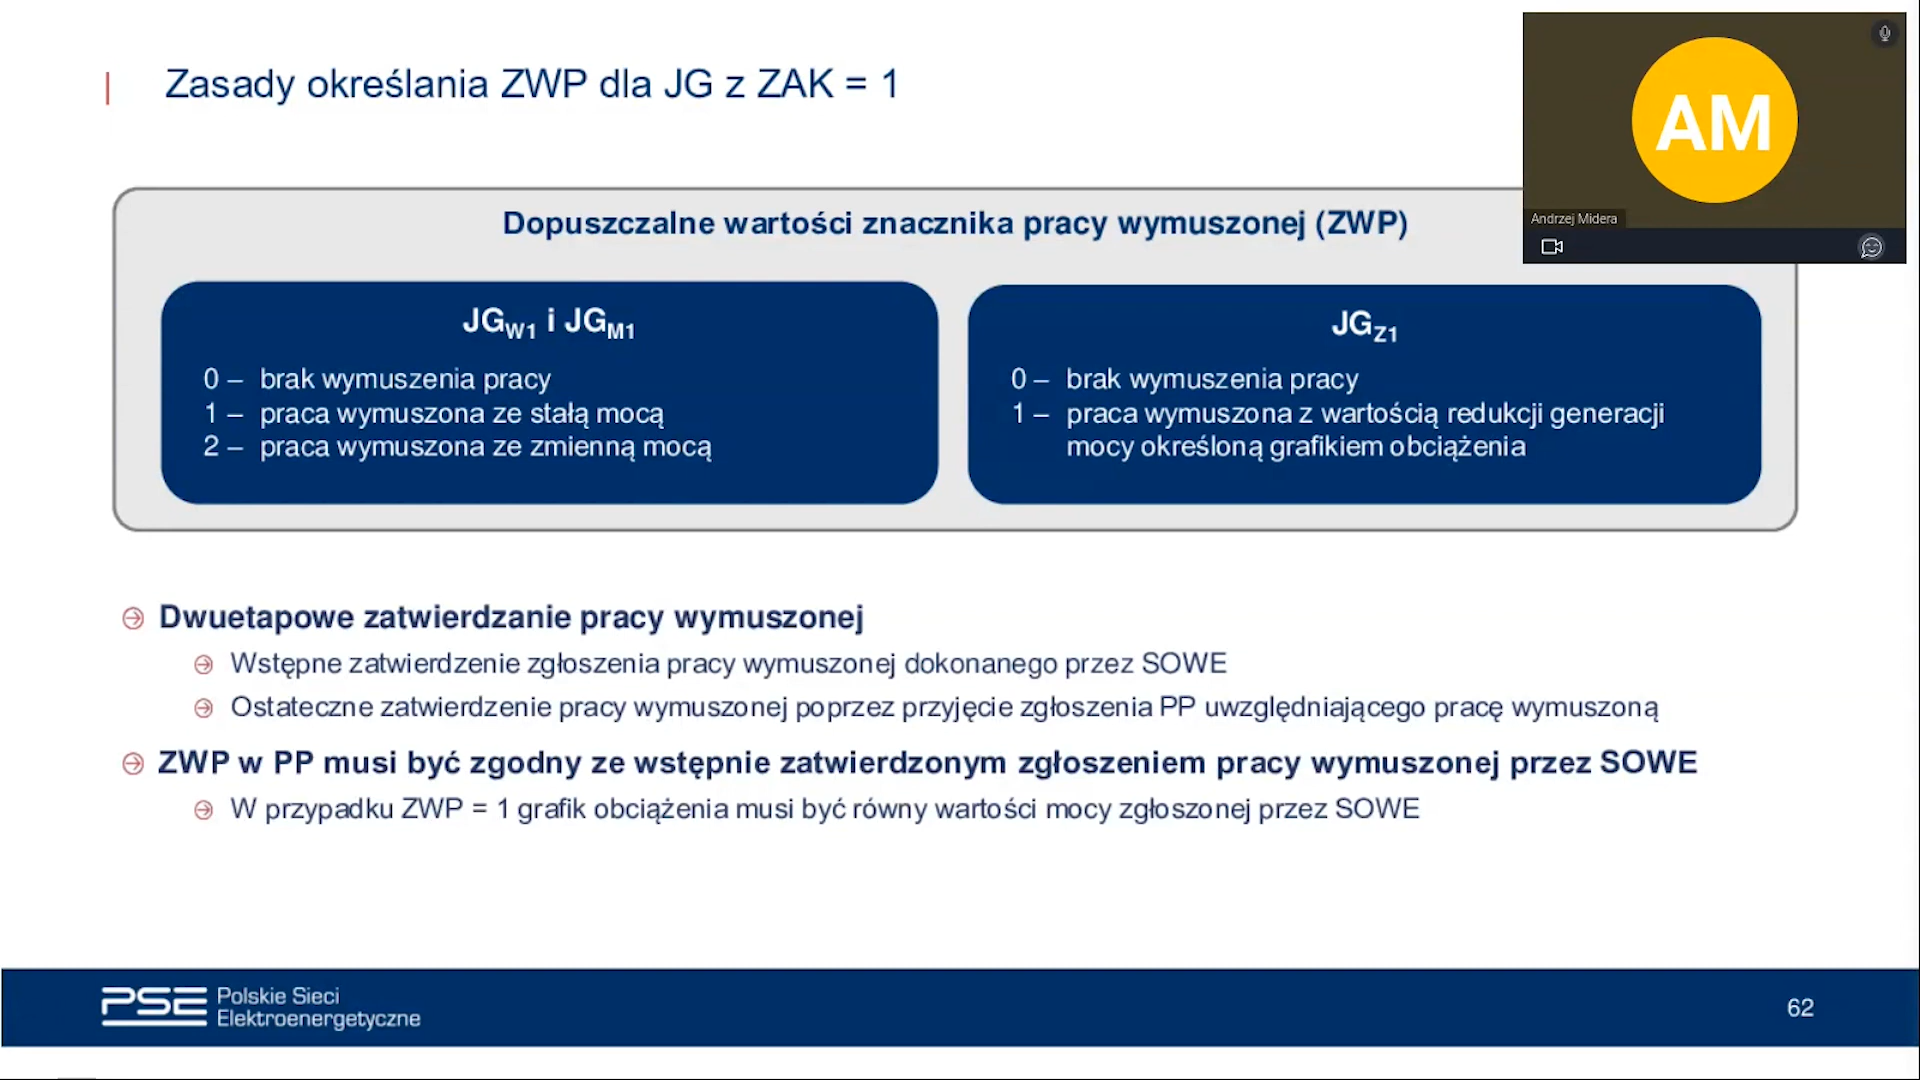 Zasady określania ZWP dla JG z ZAK = 1
AM
Andrzej Midera
Dopuszczalne wartości znacznika pracy wymuszonej (ZWP)
JGW1 i JGM1
0 – brak wymuszenia pracy
1 – praca wymuszona ze stałą mocą
2 – praca wymuszona ze zmienną mocą
JGZ1
0 – brak wymuszenia pracy
1 – praca wymuszona z wartością redukcji generacji
mocy określoną grafikiem obciążenia
Dwuetapowe zatwierdzanie pracy wymuszonej
Wstępne zatwierdzenie zgłoszenia pracy wymuszonej dokonanego przez SOWE
Ostateczne zatwierdzenie pracy wymuszonej poprzez przyjęcie zgłoszenia PP uwzględniającego pracę wymuszoną
ZWP w PP musi być zgodny ze wstępnie zatwierdzonym zgłoszeniem pracy wymuszonej przez SOWE
W przypadku ZWP = 1 grafik obciążenia musi być równy wartości mocy zgłoszonej przez SOWE
PSE Polskie Sieci
Elektroenergetyczne
62